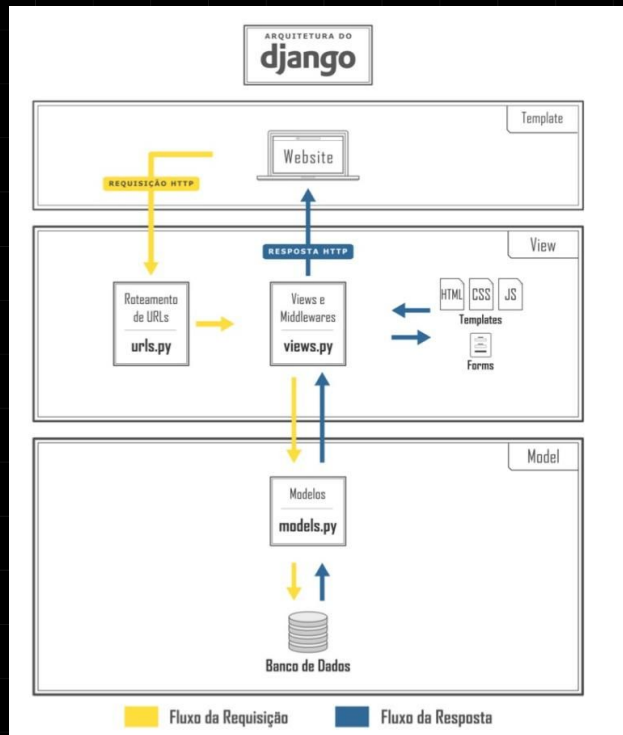 ARQUITETURA DO
django
Template
Website
REQUISIÇÃO HTTP
RESPOSTA HTTP
View
Roteamento
de URLs
urls.py
Views e
Middlewares
views.py
HTML CSS JS
Templates
Forms
Model
Modelos
models.py
Banco de Dados
Fluxo da Requisição
Fluxo da Resposta